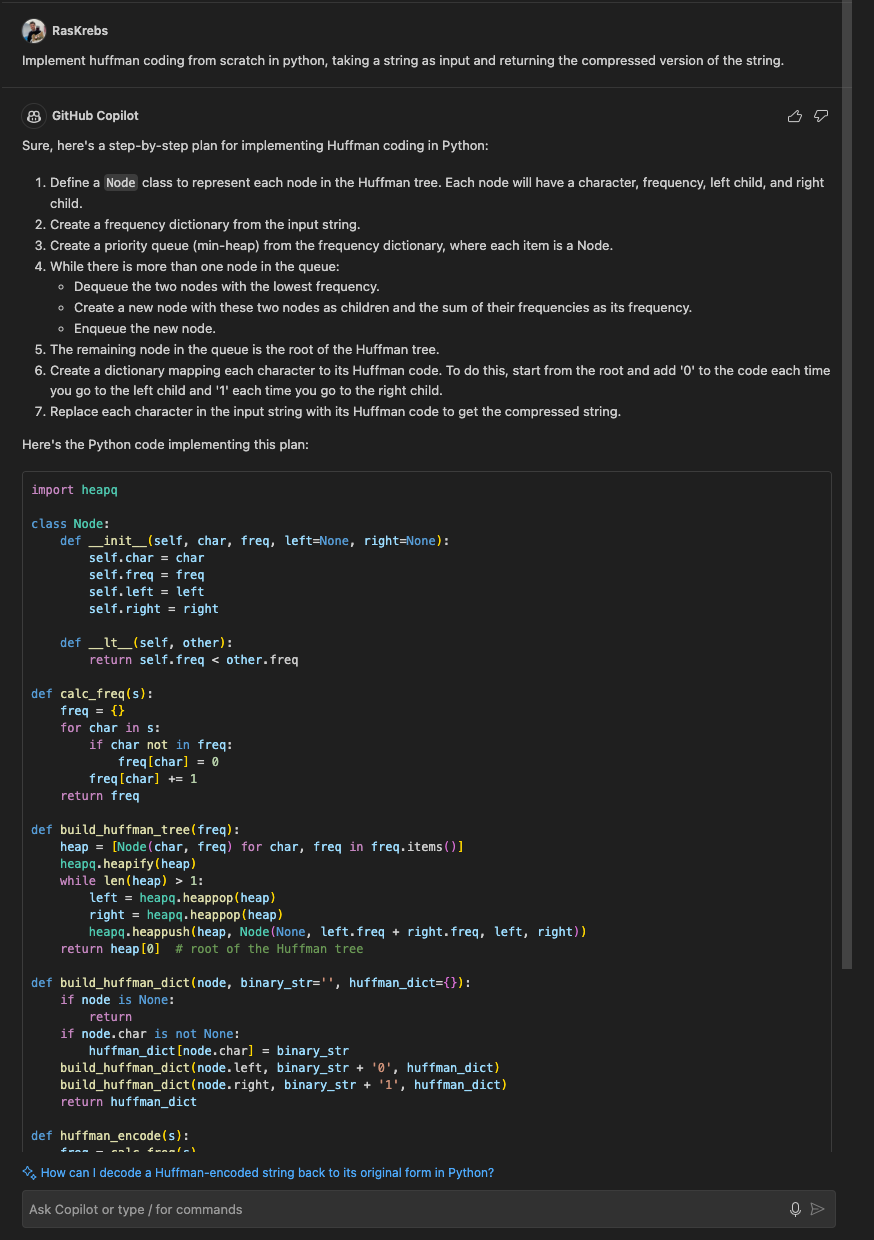 RasKrebs
Implement huffman coding from scratch in python, taking a string as input and returning the compressed version of the string.
GitHub Copilot
Sure, here's a step-by-step plan for implementing Huffman coding in Python:
1. Define a Node class to represent each node in the Huffman tree. Each node will have a character, frequency, left child, and right
child.
2. Create a frequency dictionary from the input string.
3. Create a priority queue (min-heap) from the frequency dictionary, where each item is a Node.
4. While there is more than one node in the queue:
◦ Dequeue the two nodes with the lowest frequency.
◦ Create a new node with these two nodes as children and the sum of their frequencies as its frequency.
◦ Enqueue the new node.
5. The remaining node in the queue is the root of the Huffman tree.
6. Create a dictionary mapping each character to its Huffman code. To do this, start from the root and add '0' to the code each time
you go to the left child and '1' each time you go to the right child.
7. Replace each character in the input string with its Huffman code to get the compressed string.
Here's the Python code implementing this plan:
import heapq
class Node:
    def __init__(self, char, freq, left=None, right=None):
        self.char = char
        self.freq = freq
        self.left = left
        self.right = right
    def __lt__(self, other):
        return self.freq < other.freq
def calc_freq(s):
    freq = {}
    for char in s:
        if char not in freq:
            freq[char] = 0
        freq[char] += 1
    return freq
def build_huffman_tree(freq):
    heap = [Node(char, freq) for char, freq in freq.items()]
    heapq.heapify(heap)
    while len(heap) > 1:
        left = heapq.heappop(heap)
        right = heapq.heappop(heap)
        heapq.heappush(heap, Node(None, left.freq + right.freq, left, right))
    return heap[0]  # root of the Huffman tree
def build_huffman_dict(node, binary_str='', huffman_dict={}):
    if node is None:
        return
    if node.char is not None:
        huffman_dict[node.char] = binary_str
    build_huffman_dict(node.left, binary_str + '0', huffman_dict)
    build_huffman_dict(node.right, binary_str + '1', huffman_dict)
    return huffman_dict
def huffman_encode(s):
    freq = calc_freq(s)
How can I decode a Huffman-encoded string back to its original form in Python?
Ask Copilot or type / for commands